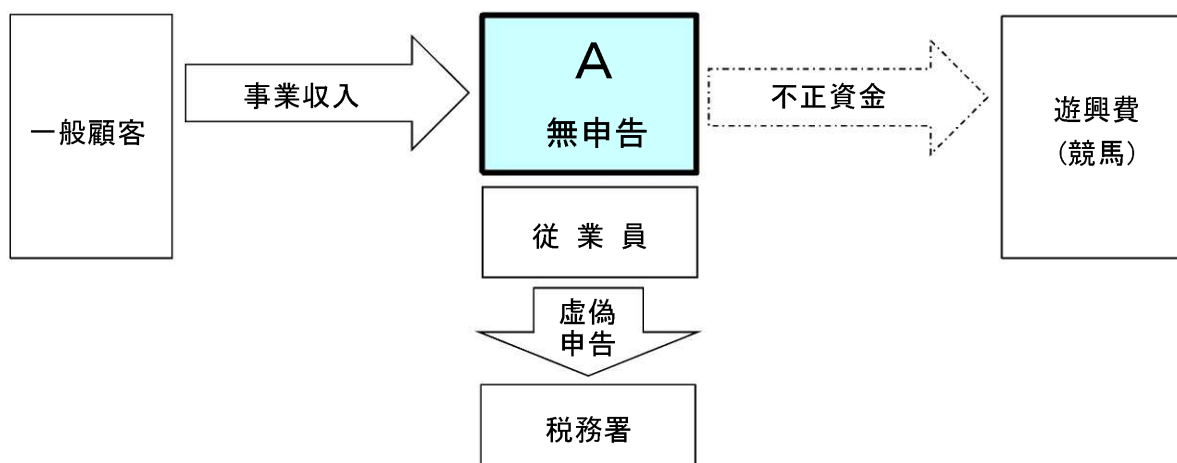 一般顧客
事業収入
A
無申告
不正資金
遊興費
(競馬)
従業員
虚偽
申告
税務署